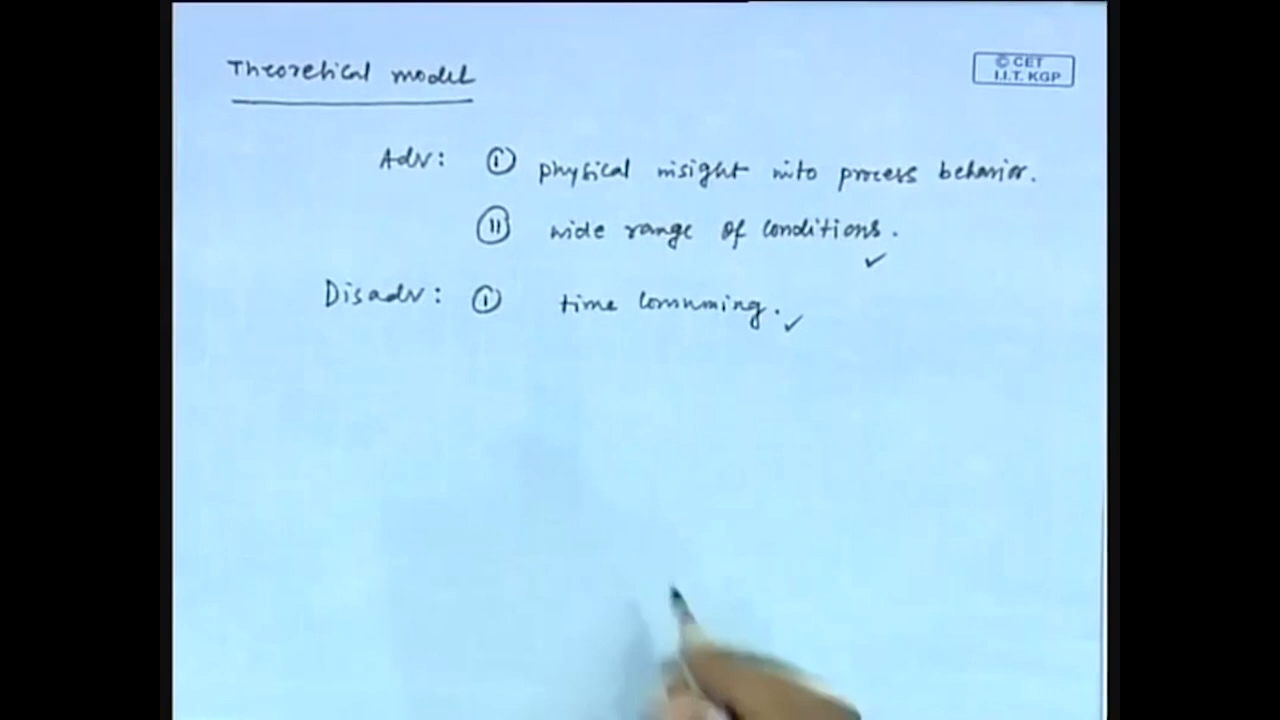 Theoretical model
© CET
I.I.T. KGP
Adv: (i) physical insight into process behavior.
(ii) wide range of conditions. ✓
Disadv: (i) time consuming. ✓